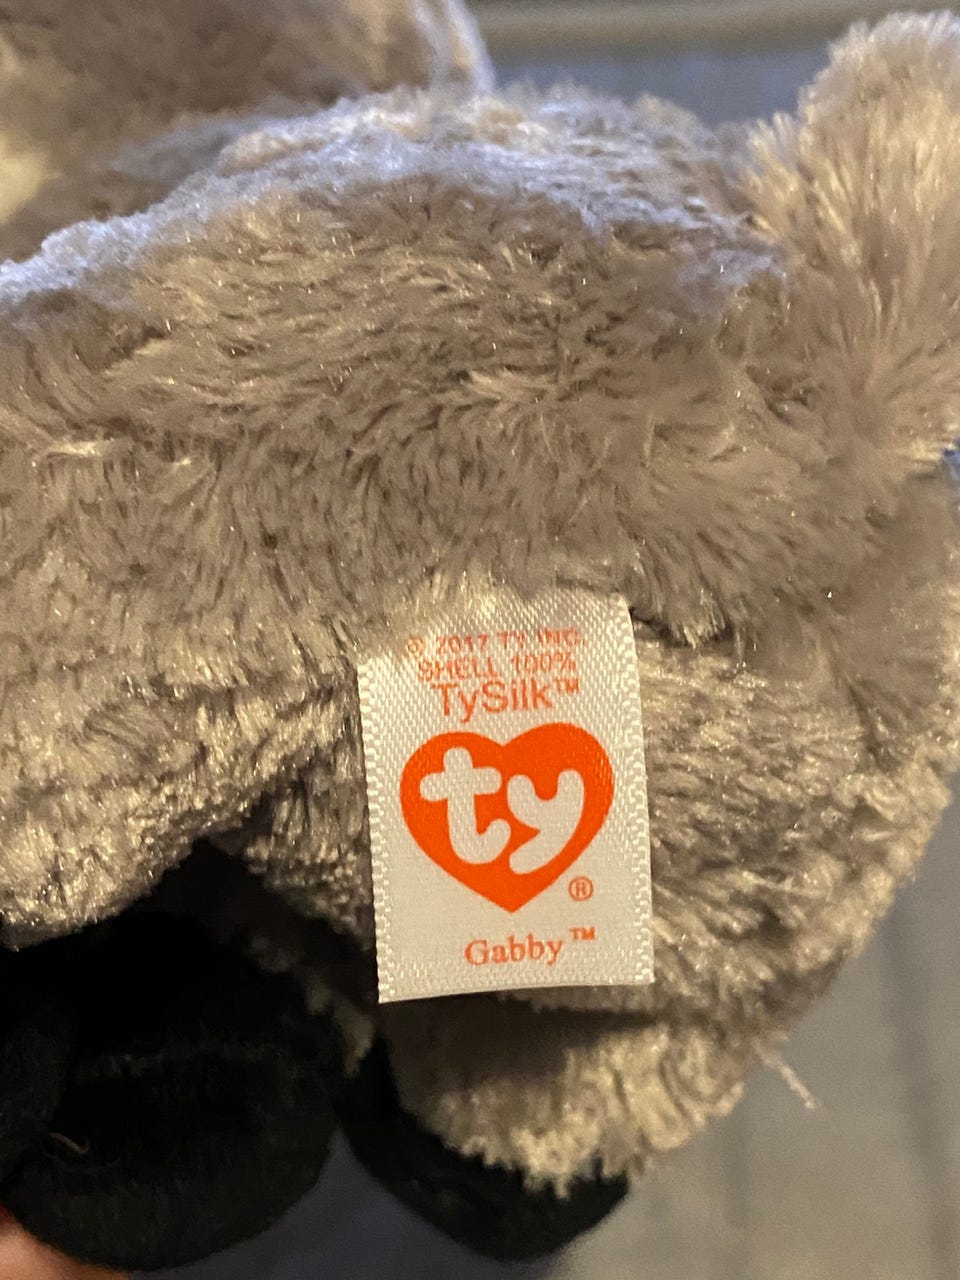 © 2017 TY INC.
SHELL 100%
TySilk™
ty®
Gabby™